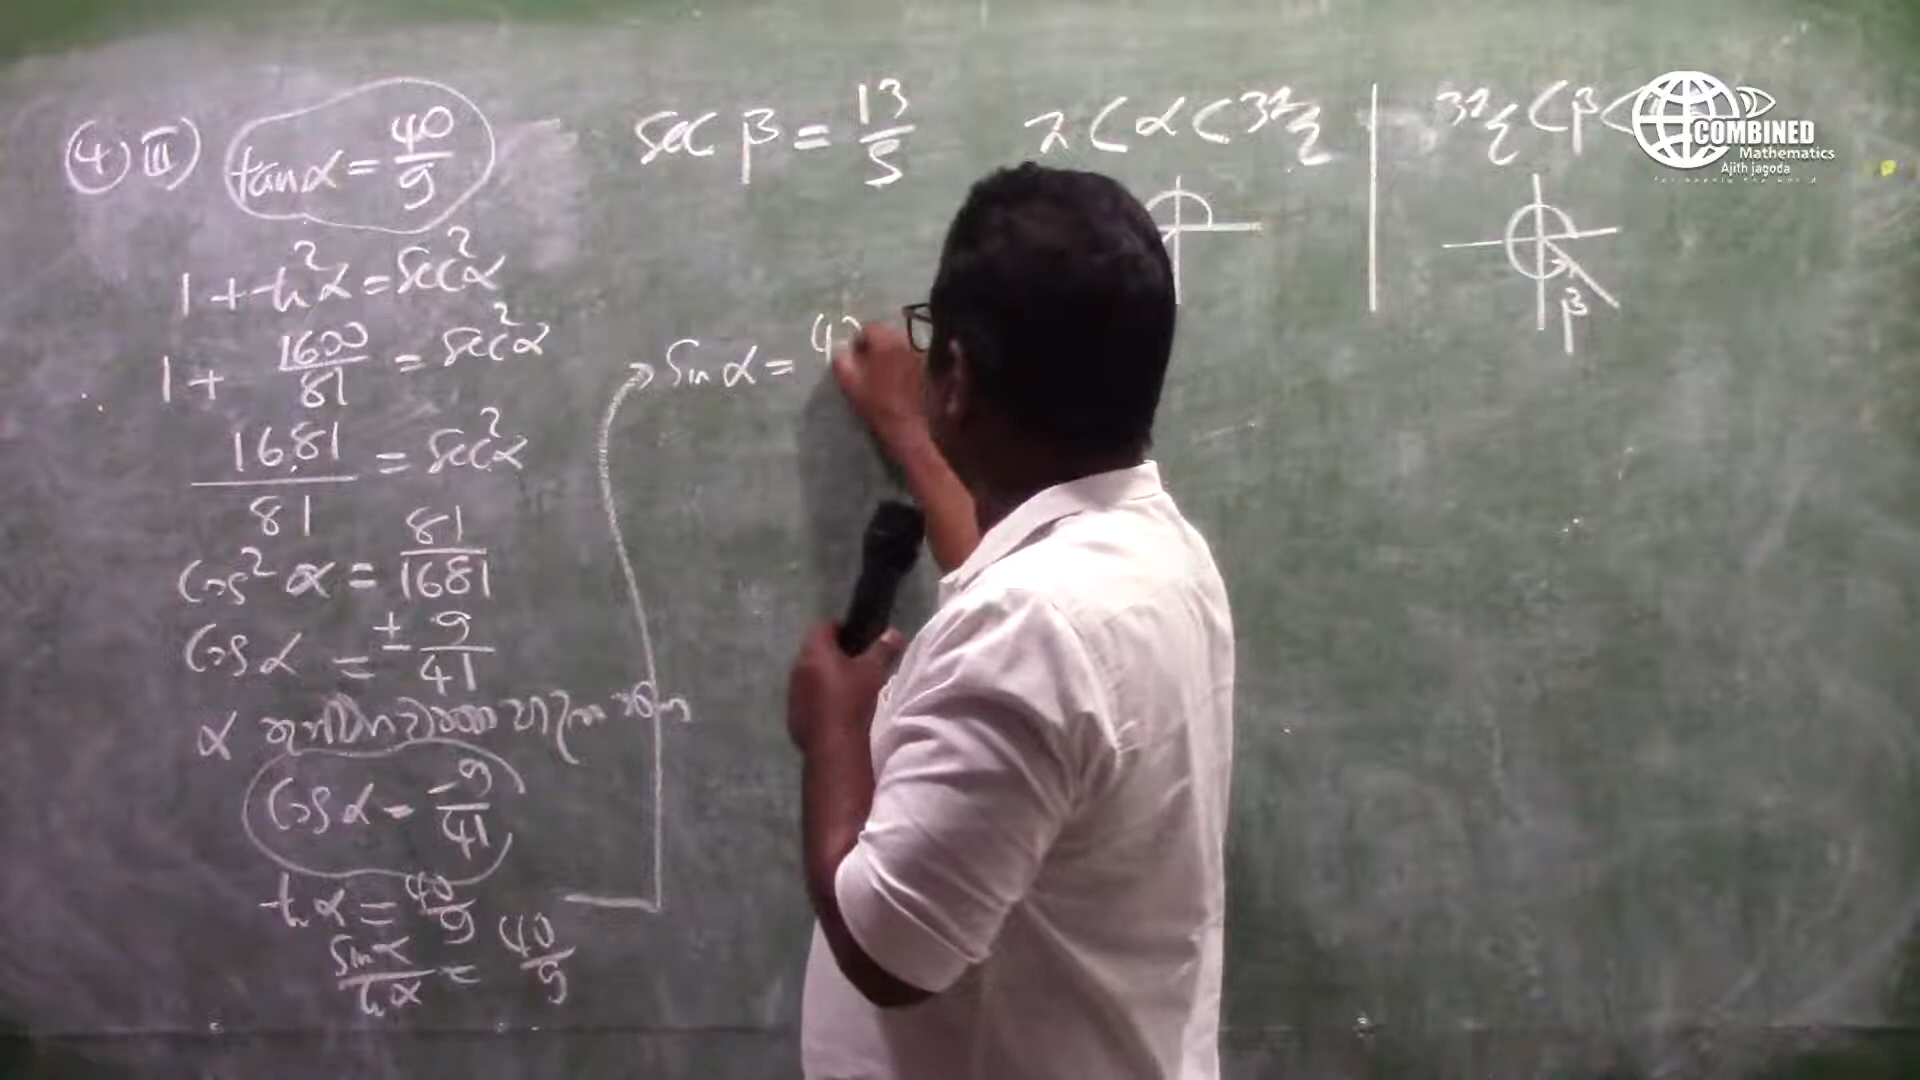 (4) III) tanα = 40/9
secβ = 13/5
π < α < 3π/2
3π/2 < β <
1 + tan²α = sec²α
1 + 1600/81 = sec²α
1681/81 = sec²α
cos²α = 81/1681
cosα = ± 9/41
α
cosα = -9/41
tanα = 40/9
sinα/cosα = 40/9
sinα = 40
β
COMBINED
Mathematics
Ajith jagoda